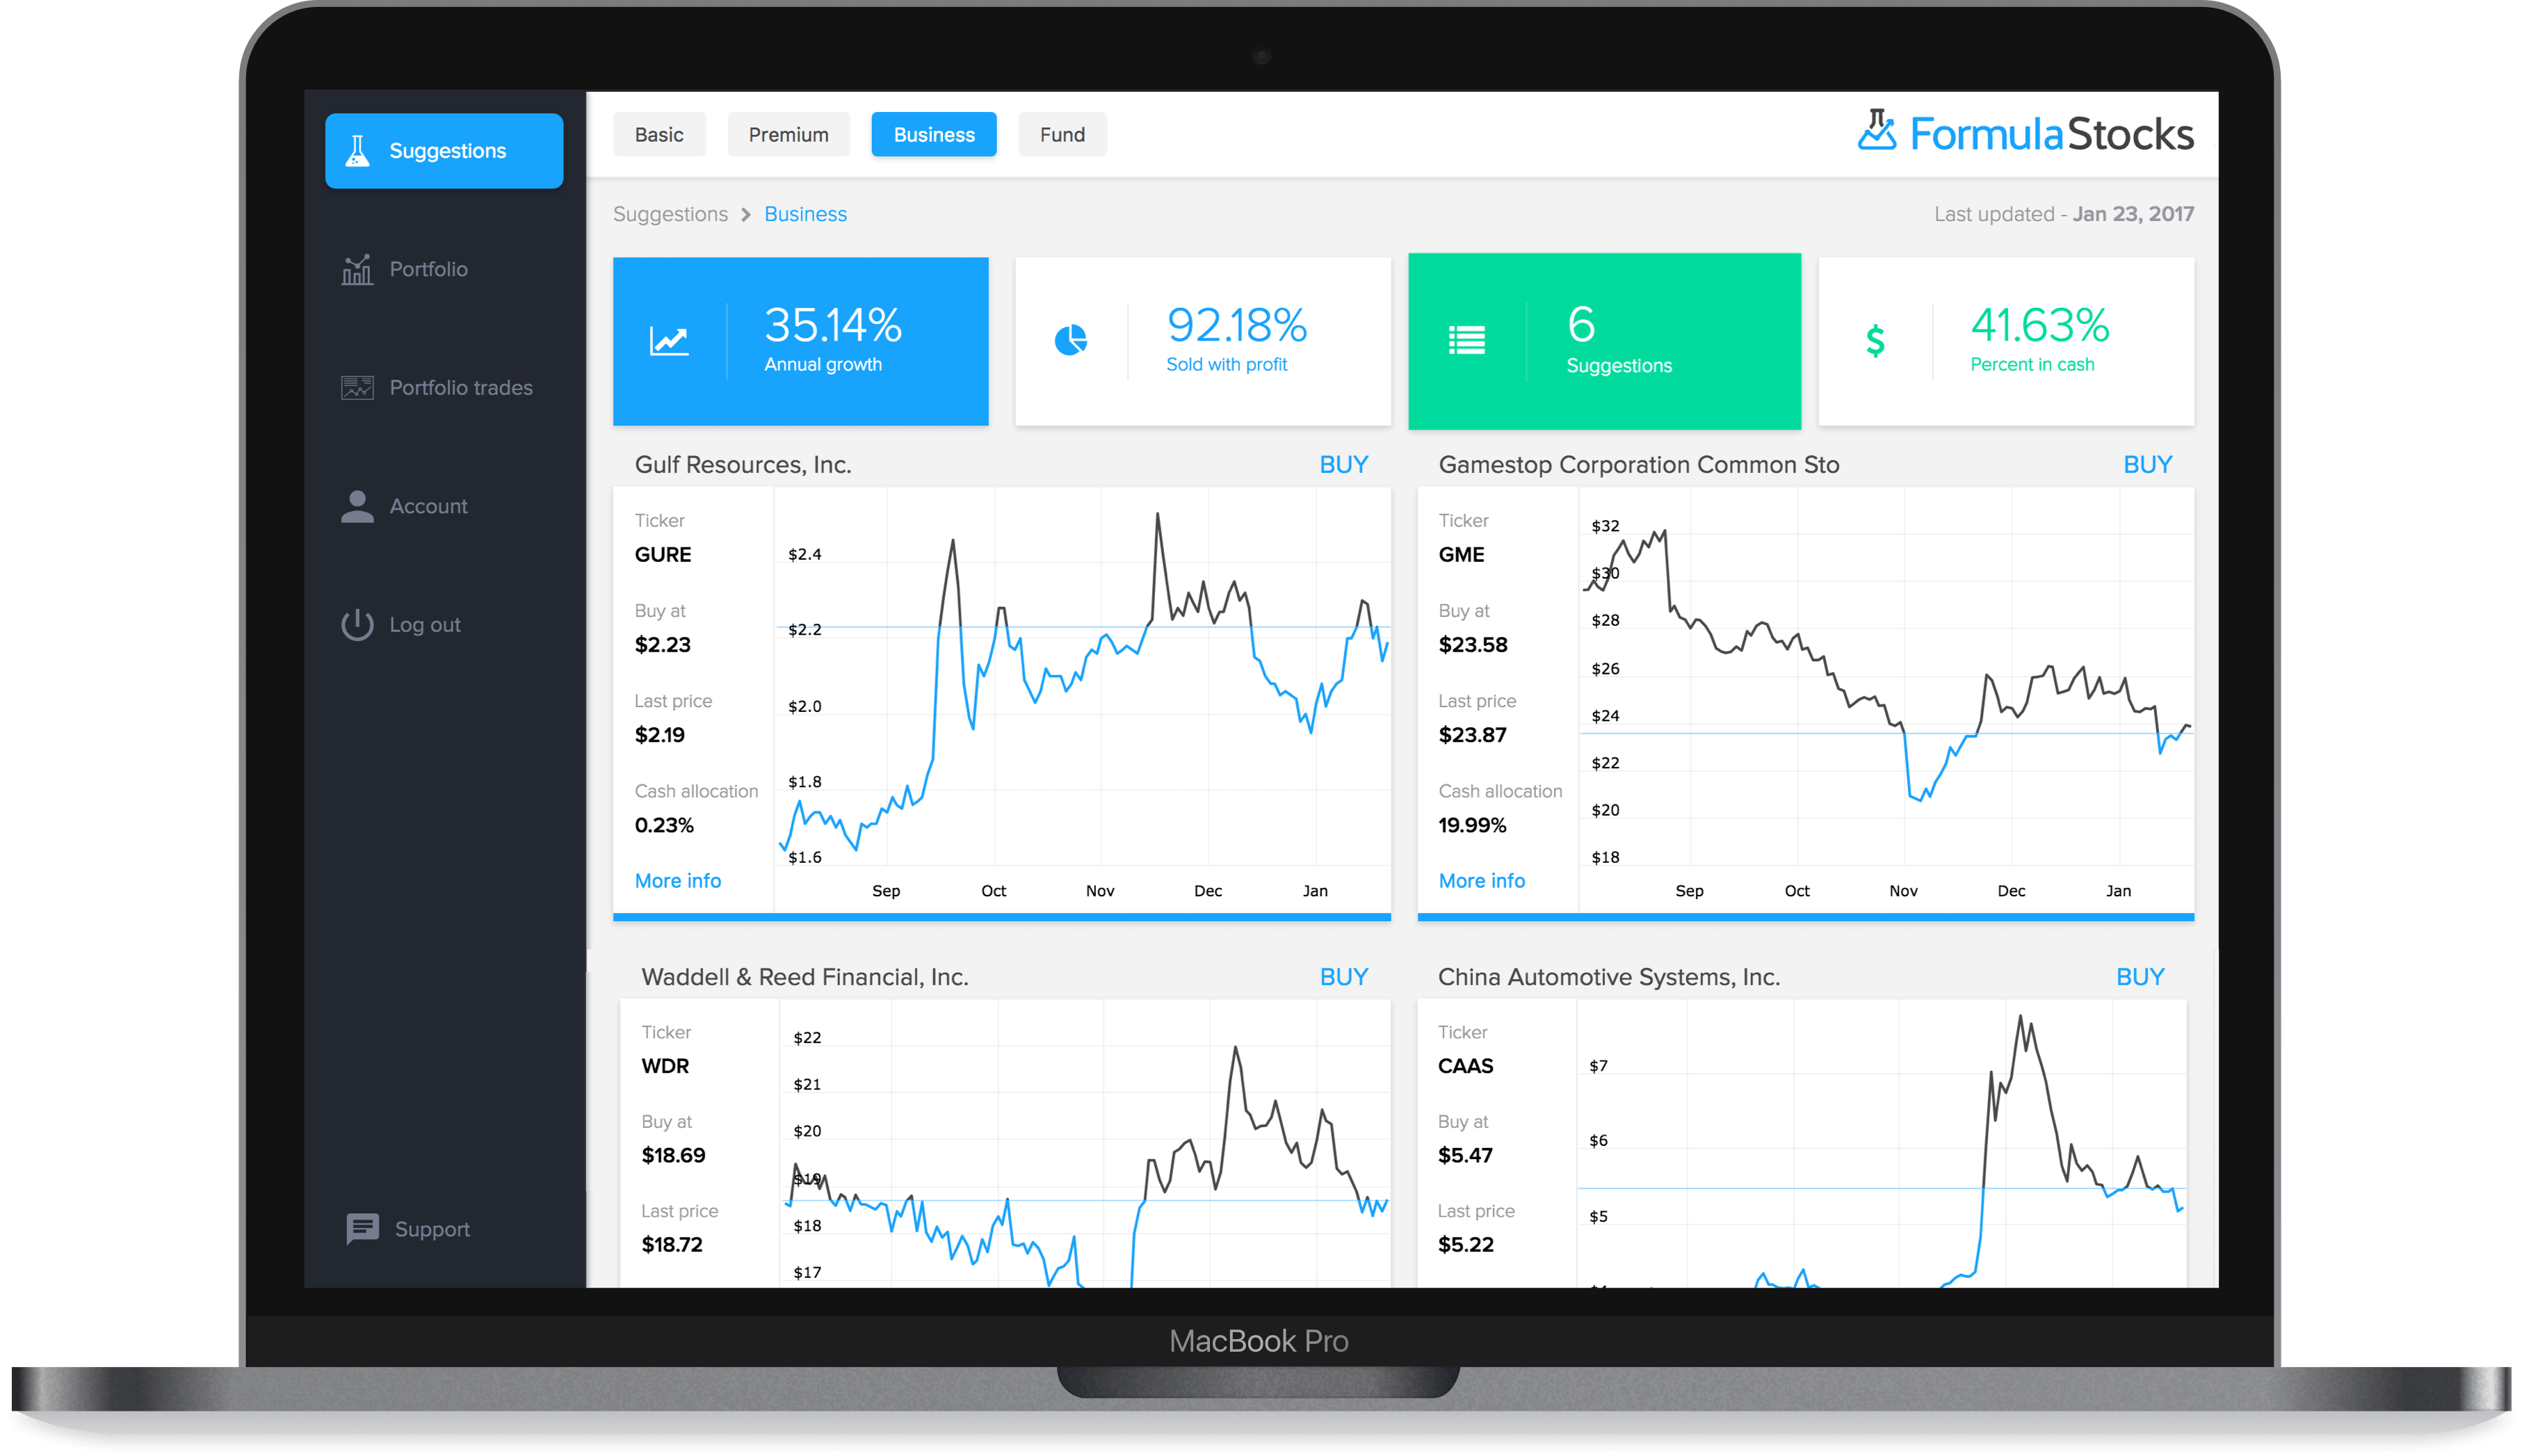 Suggestions
Portfolio
Portfolio trades
Account
Log out
Support
Basic
Premium
Business
Fund
FormulaStocks
Suggestions > Business
Last updated - Jan 23, 2017
35.14%
Annual growth
92.18%
Sold with profit
6
Suggestions
41.63%
Percent in cash
Gulf Resources, Inc.
BUY
Ticker
GURE
Buy at
$2.23
Last price
$2.19
Cash allocation
0.23%
More info
$2.4
$2.2
$2.0
$1.8
$1.6
Sep
Oct
Nov
Dec
Jan
Gamestop Corporation Common Sto
BUY
Ticker
GME
Buy at
$23.58
Last price
$23.87
Cash allocation
19.99%
More info
$32
$30
$28
$26
$24
$22
$20
$18
Sep
Oct
Nov
Dec
Jan
Waddell & Reed Financial, Inc.
BUY
Ticker
WDR
Buy at
$18.69
Last price
$18.72
$22
$21
$20
$19
$18
$17
China Automotive Systems, Inc.
BUY
Ticker
CAAS
Buy at
$5.47
Last price
$5.22
$7
$6
$5
MacBook Pro